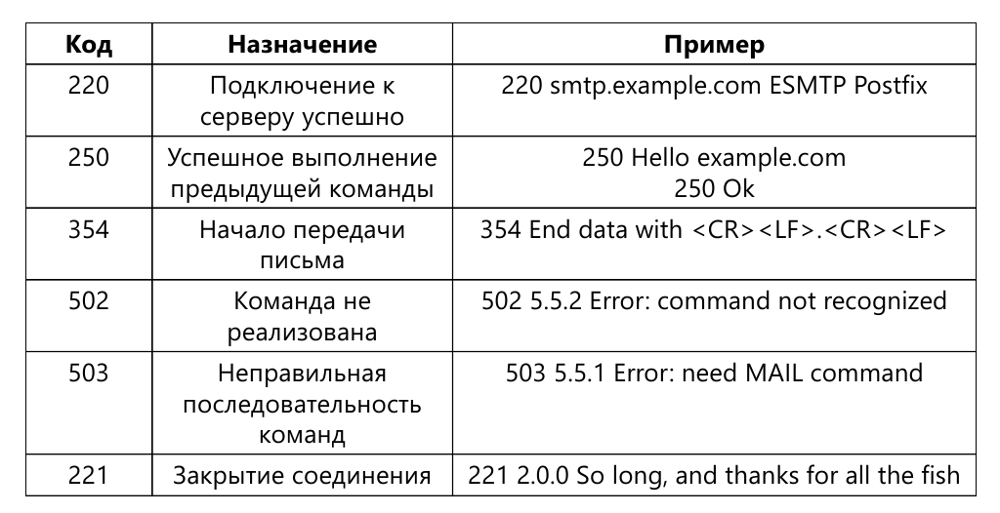 Код Назначение Пример
220 Подключение к 220 smtp.example.com ESMTP Postfix
серверу успешно
250 Успешное выполнение 250 Hello example.com
предыдущей команды 250 Ok
354 Начало передачи 354 End data with <CR><LF>.<CR><LF>
письма
502 Команда не 502 5.5.2 Error: command not recognized
реализована
503 Неправильная 503 5.5.1 Error: need MAIL command
последовательность
команд
221 Закрытие соединения 221 2.0.0 So long, and thanks for all the fish